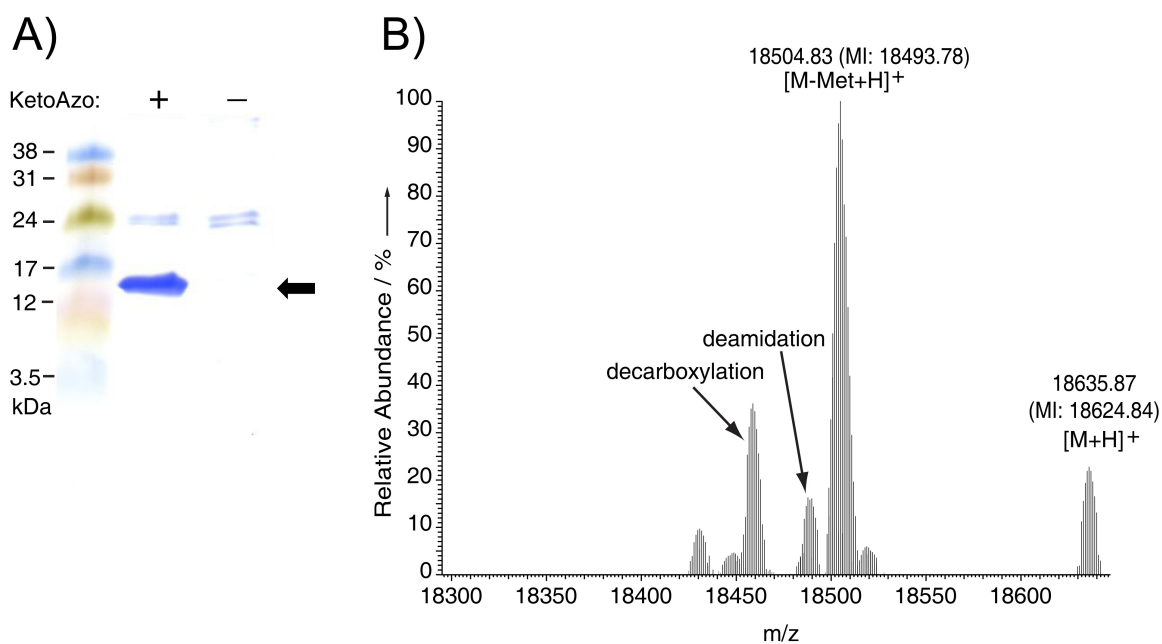 A)
KetoAzo: + −
38 –
31 –
24 –
17 –
12 –
3.5 –
kDa
B)
18504.83 (MI: 18493.78)
[M-Met+H]+
100
90
80
70
60
50
40
30
20
10
0
Relative Abundance / %
deamidation
decarboxylation
18635.87
(MI: 18624.84)
[M+H]+
18300 18350 18400 18450 18500 18550 18600
m/z